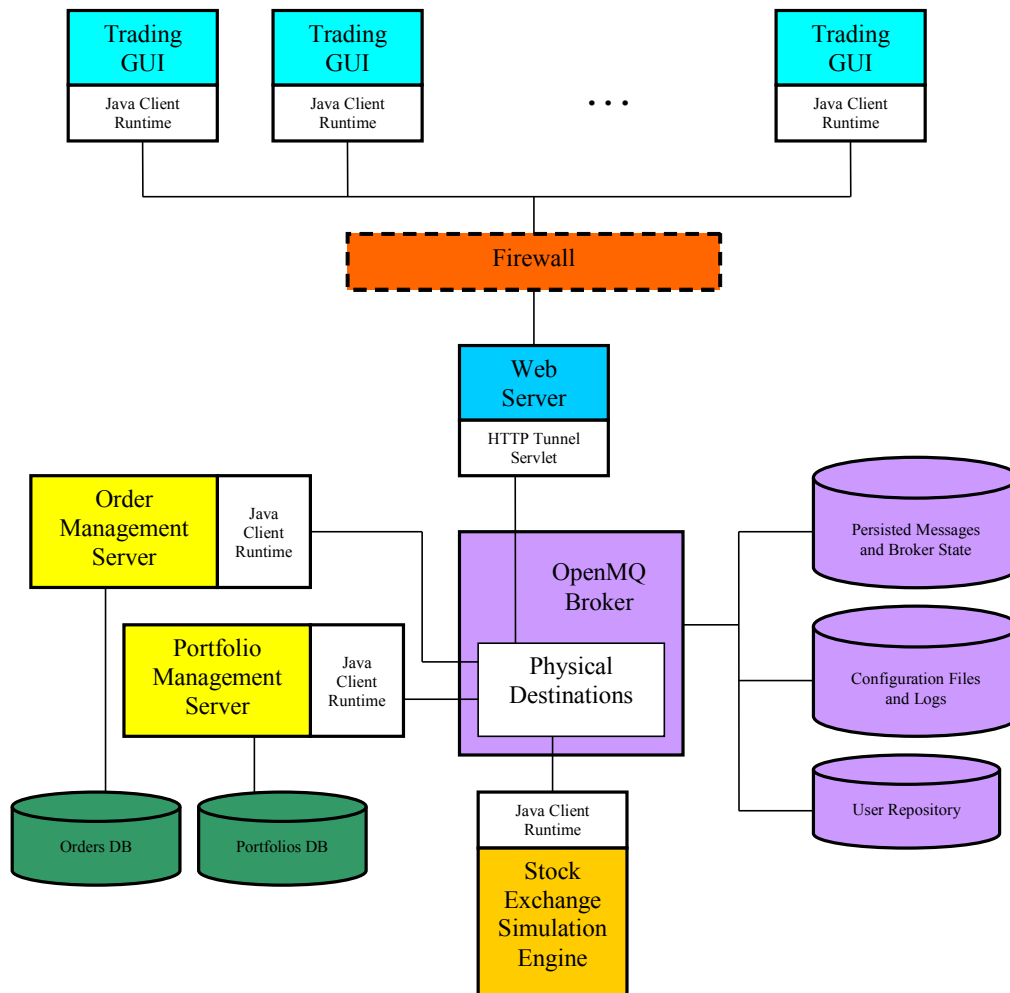 Trading
GUI
Java Client
Runtime
Trading
GUI
Java Client
Runtime
...
Trading
GUI
Java Client
Runtime
Firewall
Web
Server
HTTP Tunnel
Servlet
Order
Management
Server
Java
Client
Runtime
Portfolio
Management
Server
Java
Client
Runtime
OpenMQ
Broker
Physical
Destinations
Persisted Messages
and Broker State
Configuration Files
and Logs
User Repository
Orders DB
Portfolios DB
Java Client
Runtime
Stock
Exchange
Simulation
Engine